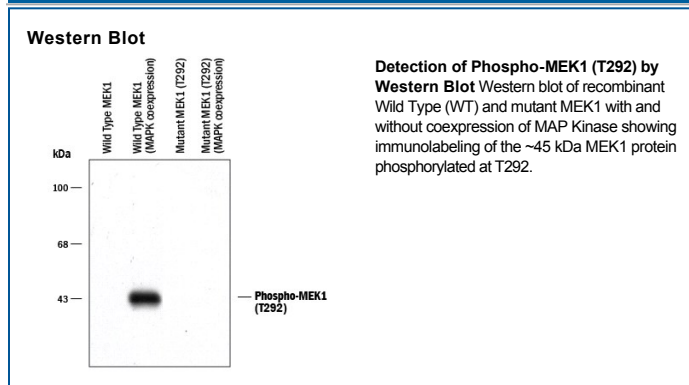 Western Blot
Wild Type MEK1
Wild Type MEK1
(MAPK coexpression)
Mutant MEK1 (T292)
Mutant MEK1 (T292)
(MAPK coexpression)
kDa
100
68
43
Phospho-MEK1
(T292)
Detection of Phospho-MEK1 (T292) by
Western Blot Western blot of recombinant
Wild Type (WT) and mutant MEK1 with and
without coexpression of MAP Kinase showing
immunolabeling of the ~45 kDa MEK1 protein
phosphorylated at T292.